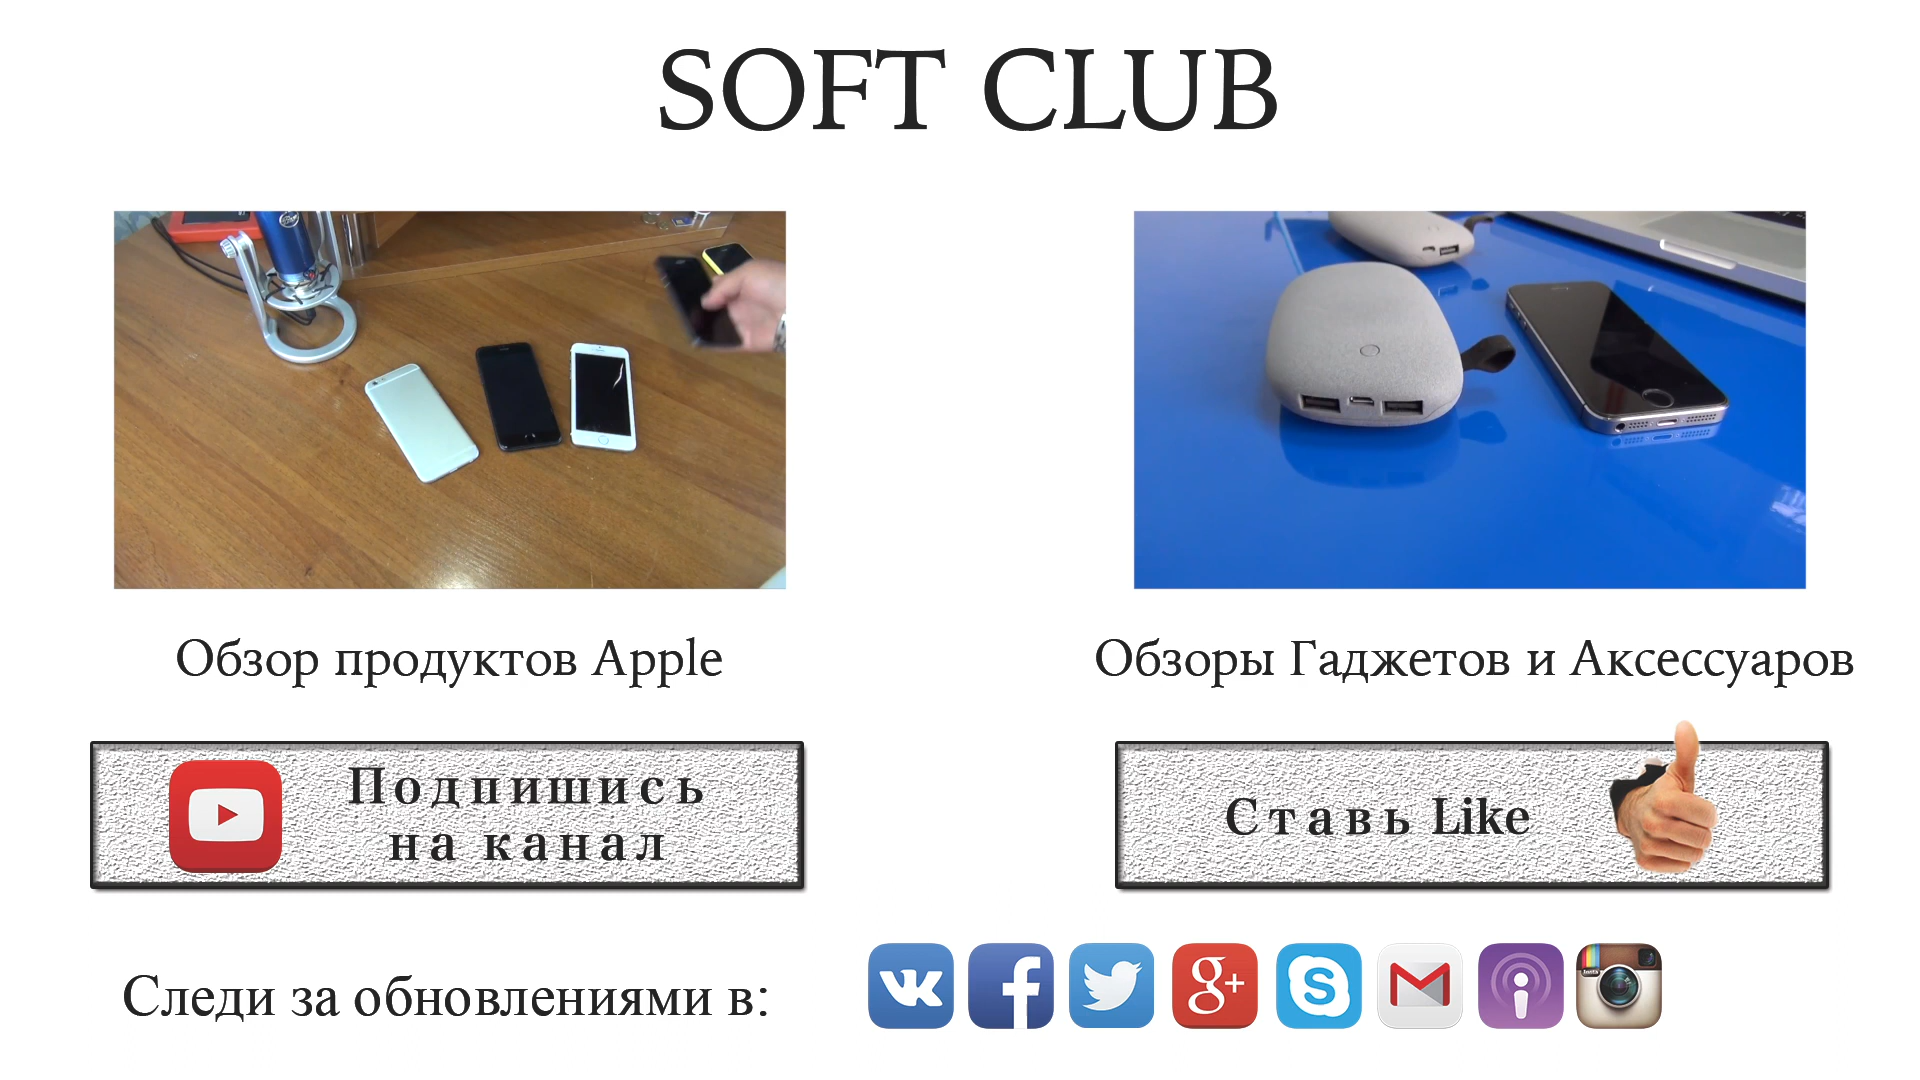 SOFT CLUB
Обзор продуктов Apple
Обзоры Гаджетов и Аксессуаров
Подпишись
на канал
Ставь Like
Следи за обновлениями в: